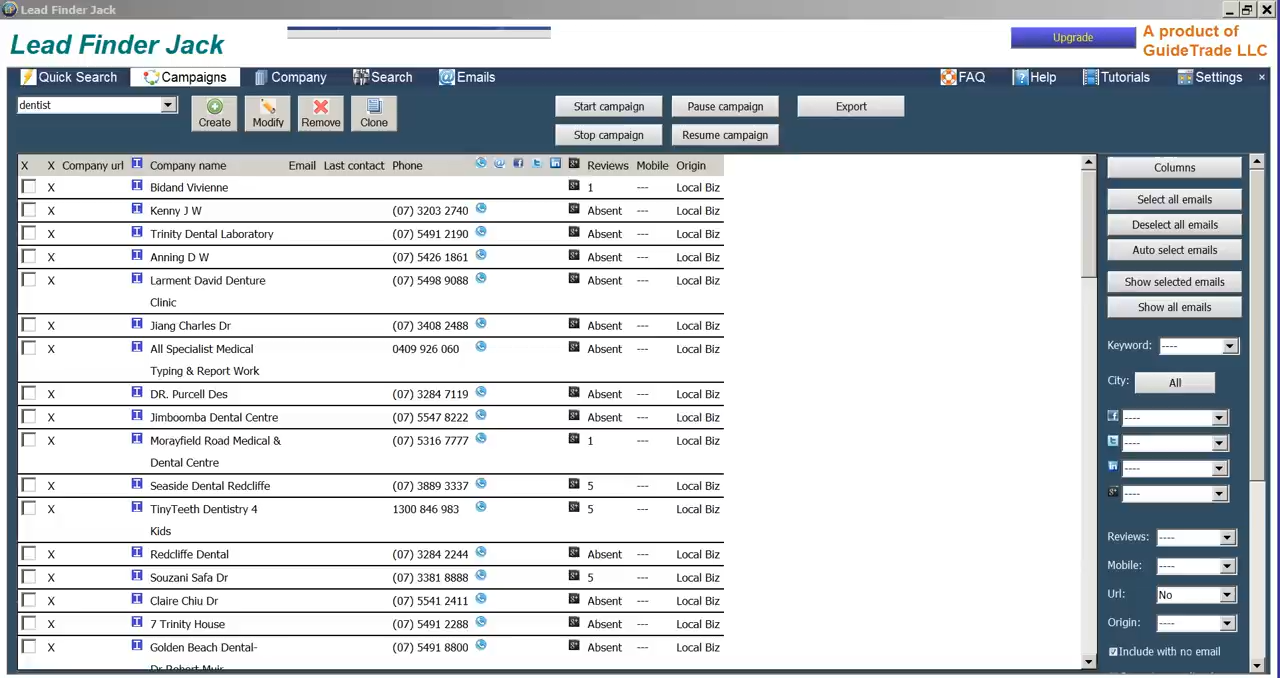 Lead Finder Jack
Lead Finder Jack
Upgrade
A product of
GuideTrade LLC
Quick Search Campaigns Company Search Emails FAQ Help Tutorials Settings ×
dentist
Create Modify Remove Clone
Start campaign Pause campaign Export
Stop campaign Resume campaign
X X Company url Company name Email Last contact Phone Reviews Mobile Origin
X Bidand Vivienne 1 --- Local Biz
X Kenny J W (07) 3203 2740 Absent --- Local Biz
X Trinity Dental Laboratory (07) 5491 2190 Absent --- Local Biz
X Anning D W (07) 5426 1861 Absent --- Local Biz
X Larment David Denture (07) 5498 9088 Absent --- Local Biz
Clinic
X Jiang Charles Dr (07) 3408 2488 Absent --- Local Biz
X All Specialist Medical 0409 926 060 Absent --- Local Biz
Typing & Report Work
X DR. Purcell Des (07) 3284 7119 Absent --- Local Biz
X Jimboomba Dental Centre (07) 5547 8222 Absent --- Local Biz
X Morayfield Road Medical & (07) 5316 7777 1 --- Local Biz
Dental Centre
X Seaside Dental Redcliffe (07) 3889 3337 5 --- Local Biz
X TinyTeeth Dentistry 4 1300 846 983 5 --- Local Biz
Kids
X Redcliffe Dental (07) 3284 2244 Absent --- Local Biz
X Souzani Safa Dr (07) 3381 8888 5 --- Local Biz
X Claire Chiu Dr (07) 5541 2411 Absent --- Local Biz
X 7 Trinity House (07) 5491 2288 Absent --- Local Biz
X Golden Beach Dental- (07) 5491 8800 Absent --- Local Biz
Dr Robert Muir
Columns
Select all emails
Deselect all emails
Auto select emails
Show selected emails
Show all emails
Keyword: ----
City: All
----
----
----
----
Reviews: ----
Mobile: ----
Url: No
Origin: ----
Include with no email